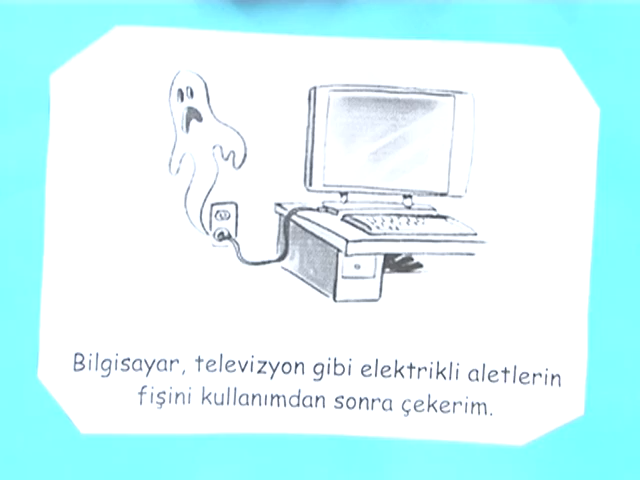 Bilgisayar, televizyon gibi elektrikli aletlerin
fişini kullanımdan sonra çekerim.